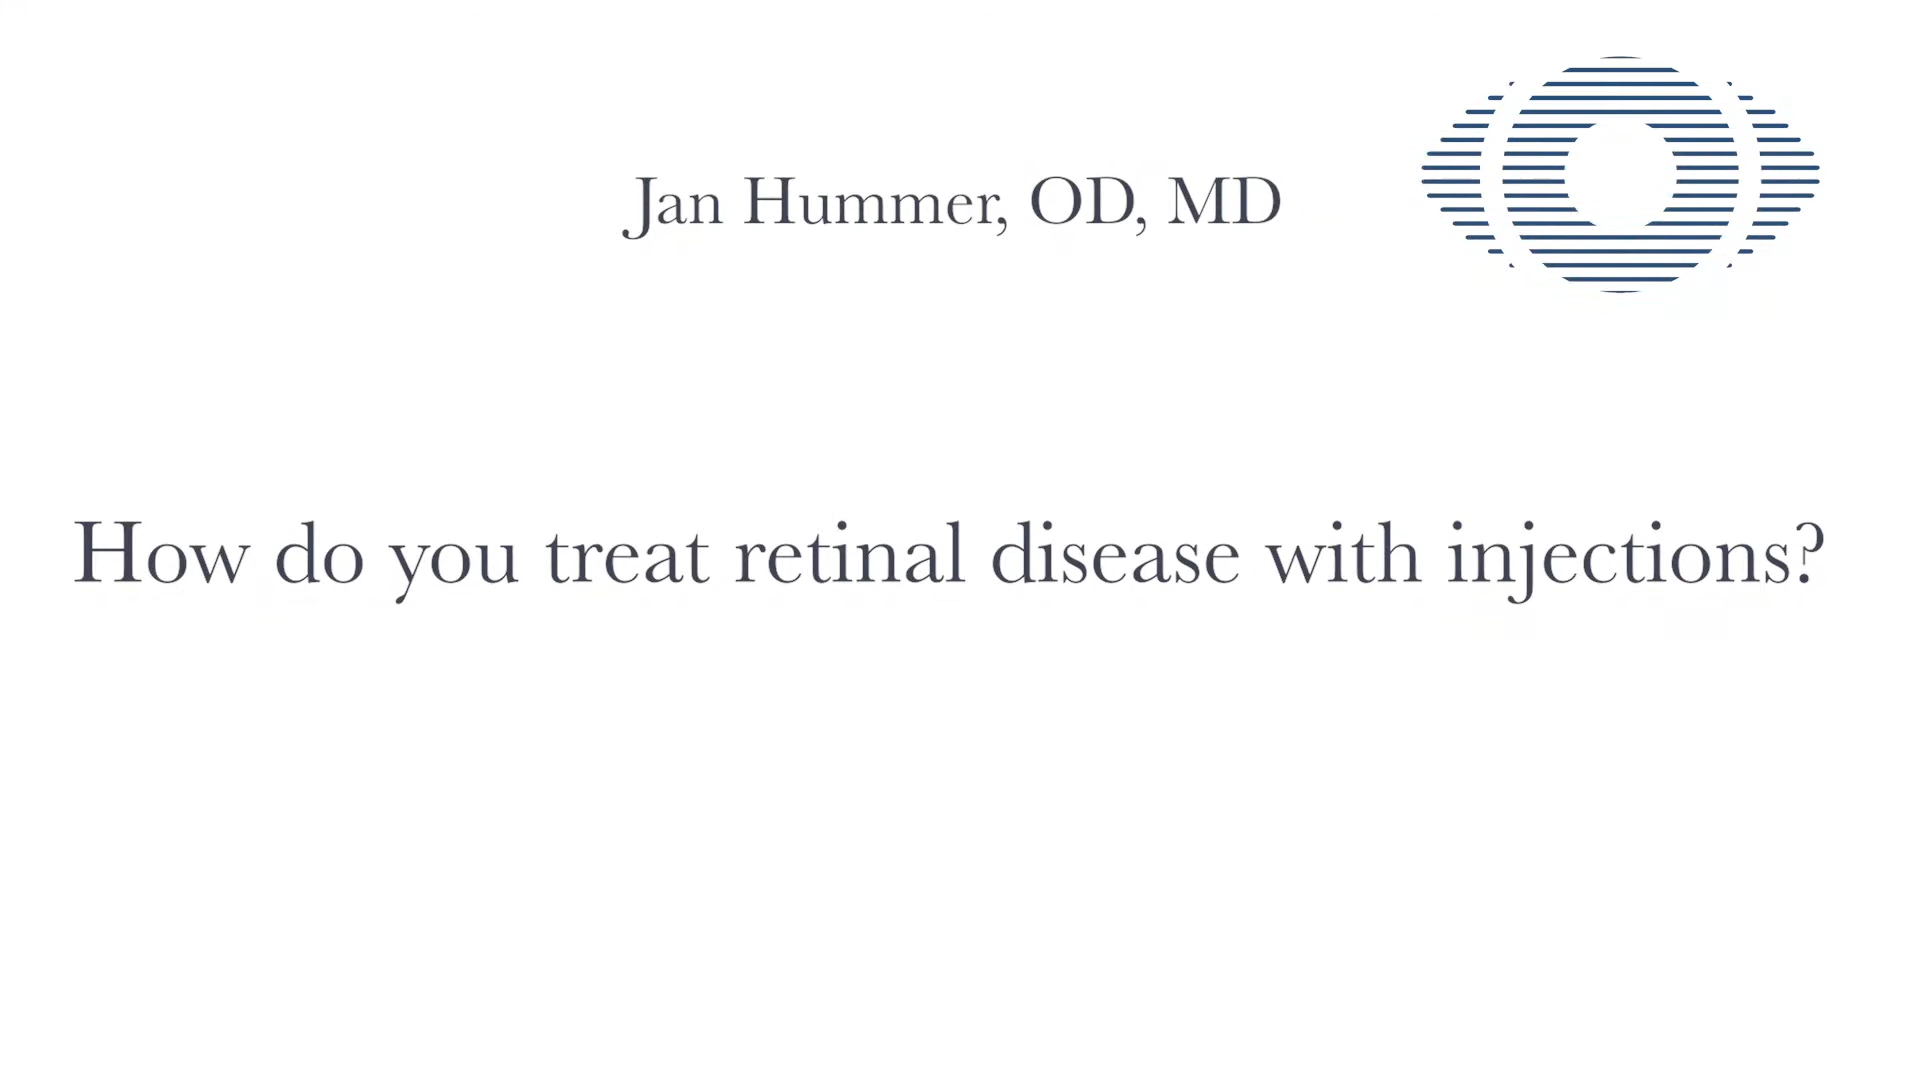 Jan Hummer, OD, MD
How do you treat retinal disease with injections?